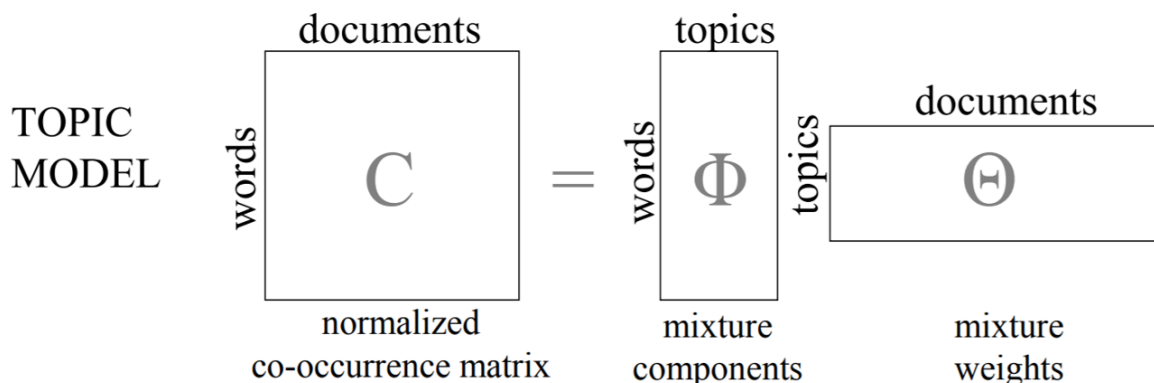 TOPIC
MODEL
documents
words
C
normalized
co-occurrence matrix
=
topics
words
Φ
mixture
components
documents
topics
Θ
mixture
weights